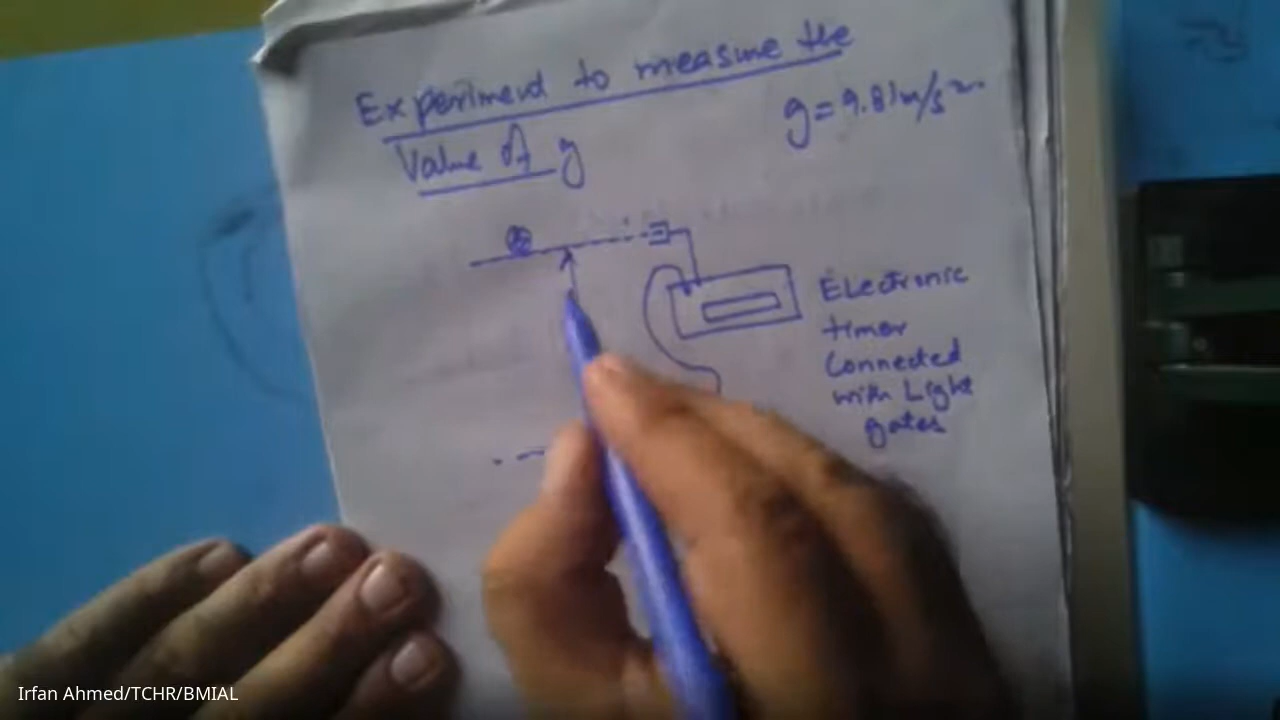 Experiment to measure the
Value of g
g = 9.81m/s²
Electronic
timer
Connected
with Light
gates
Irfan Ahmed/TCHR/BMIAL